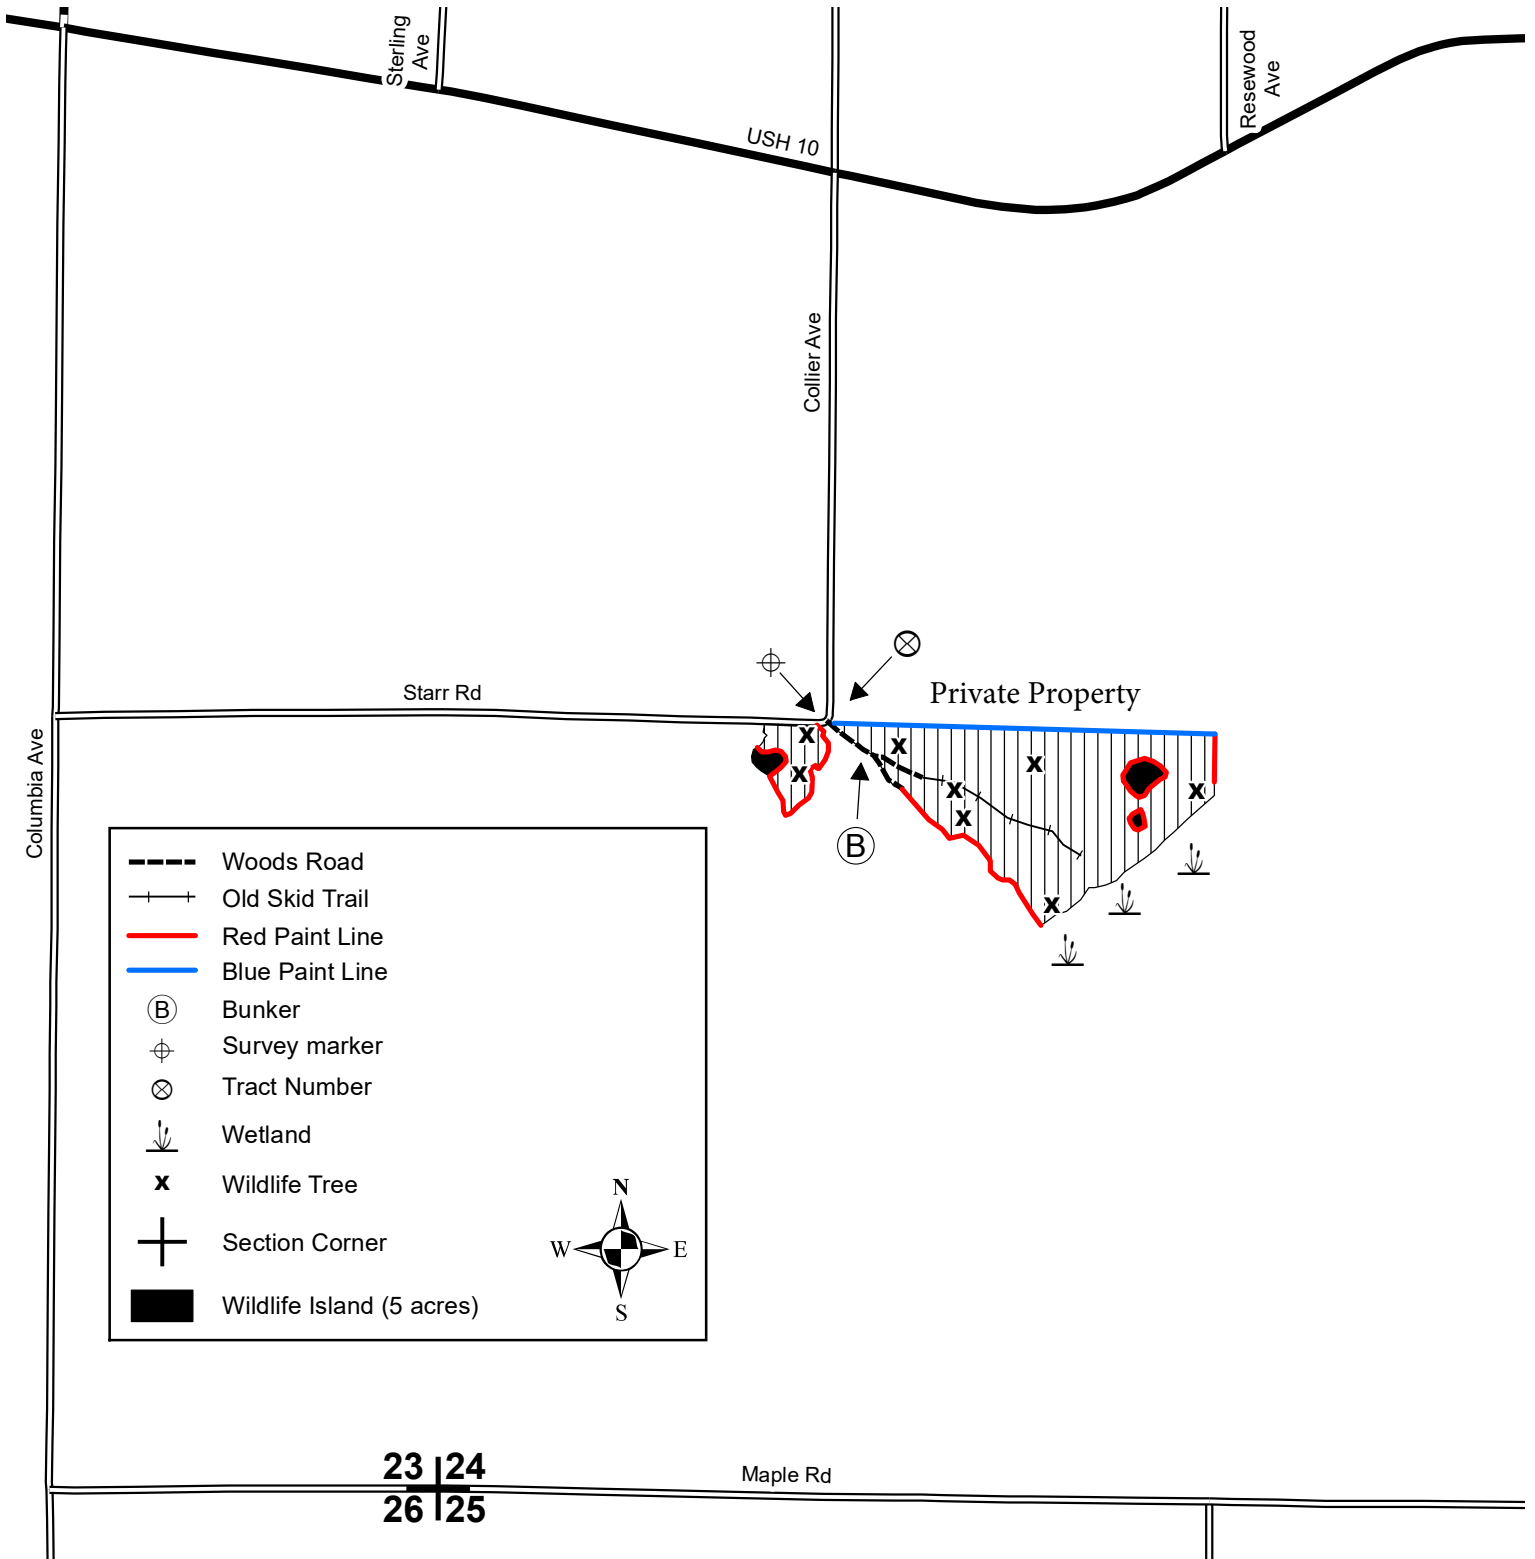 Sterling
Ave
Resewood
Ave
USH 10
Collier Ave
Private Property
Starr Rd
Columbia Ave
B
Woods Road
Old Skid Trail
Red Paint Line
Blue Paint Line
B Bunker
Survey marker
Tract Number
Wetland
x Wildlife Tree
Section Corner
Wildlife Island (5 acres)
N
W E
S
x
x
x
x
x
x
x
x
23 24
26 25
Maple Rd